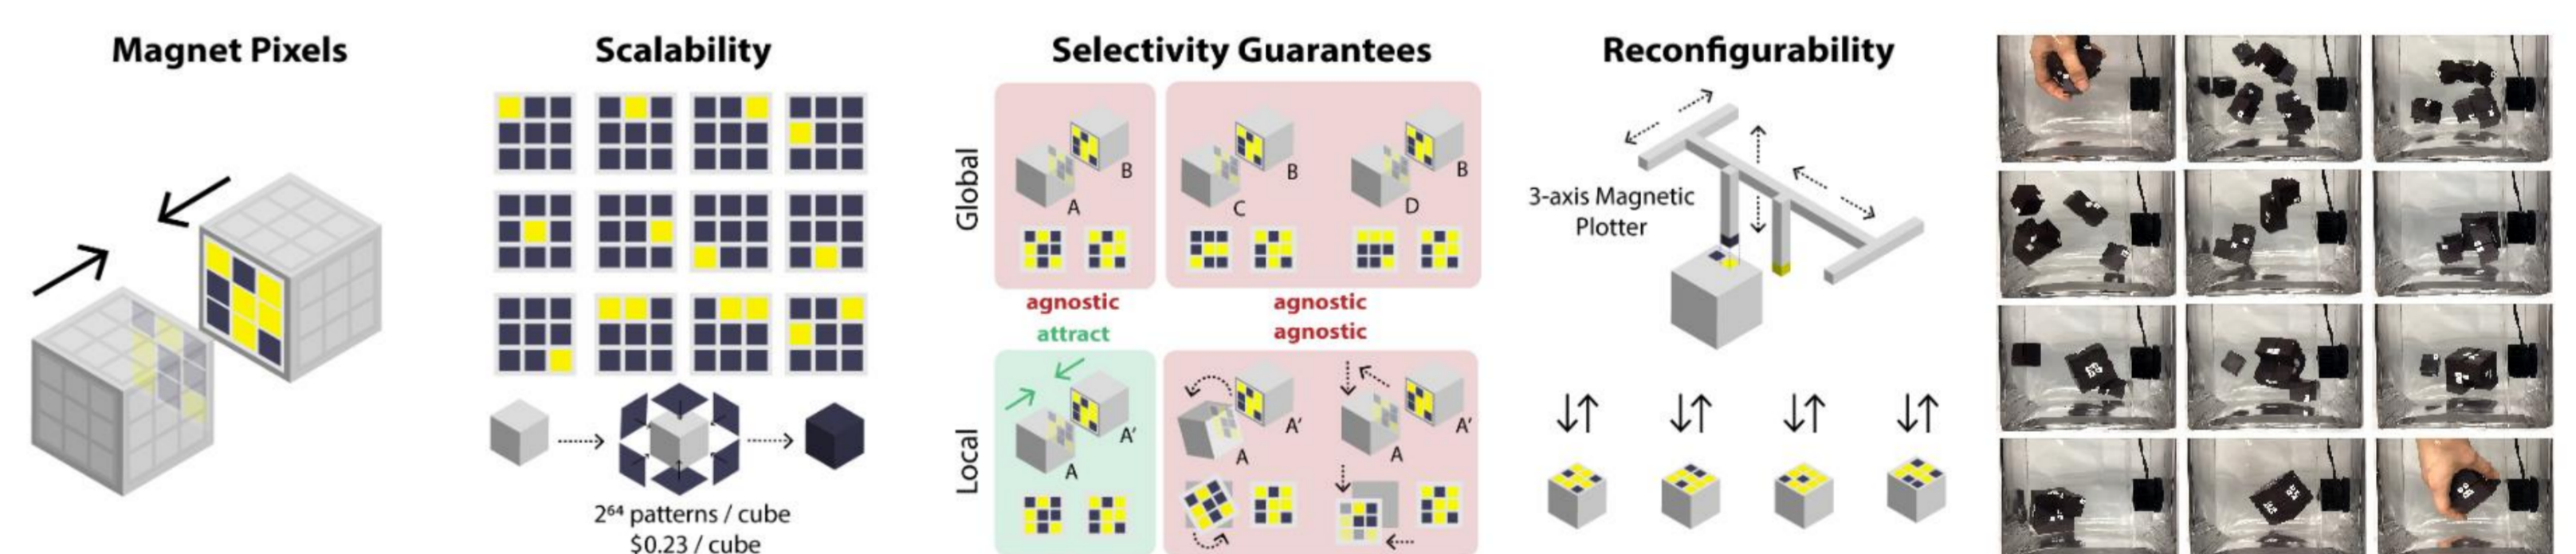 Magnet Pixels
Scalability
2⁶⁴ patterns / cube
$0.23 / cube
Selectivity Guarantees
Global
B
A
B
C
B
D
agnostic
agnostic
attract
agnostic
Local
A'
A
A'
A
A'
A
Reconfigurability
3-axis Magnetic
Plotter